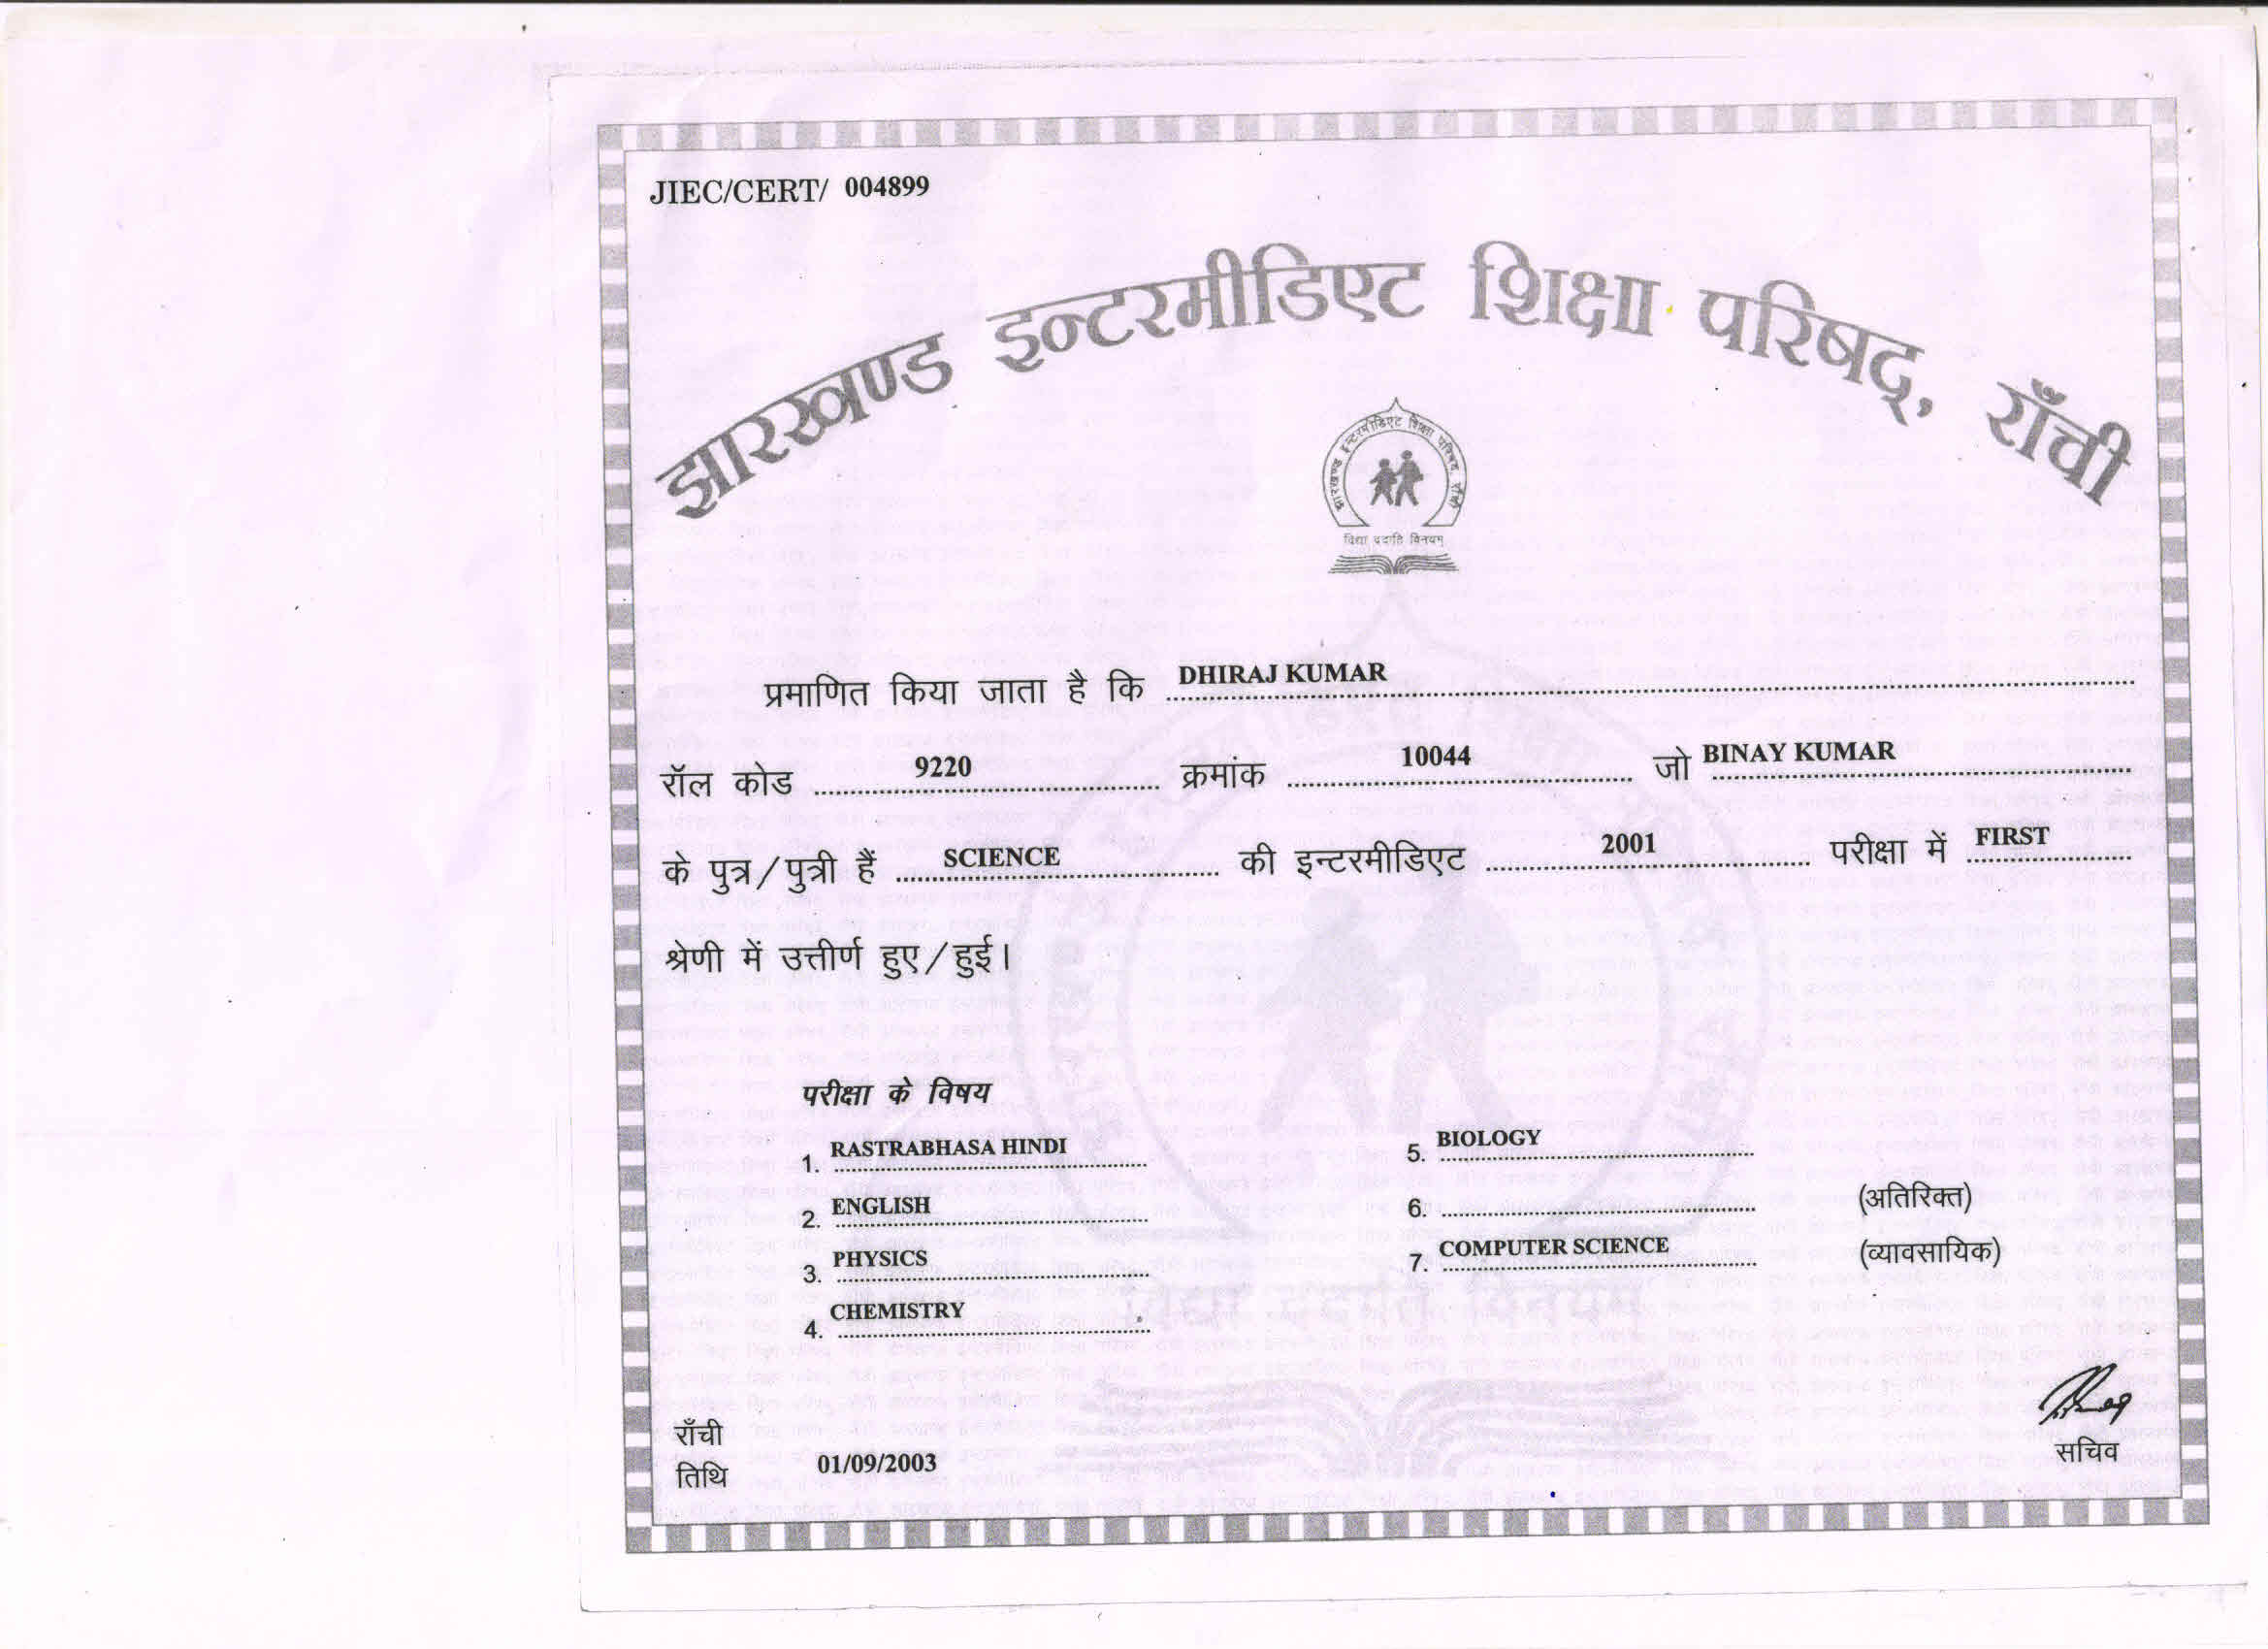 JIEC/CERT/ 004899
झारखण्ड इन्टरमीडिएट शिक्षा परिषद्, राँची
झारखण्ड इन्टरमीडिएट शिक्षा परिषद, राँची
विद्या ददाति विनयम्
प्रमाणित किया जाता है कि DHIRAJ KUMAR
रॉल कोड 9220 क्रमांक 10044 जो BINAY KUMAR
के पुत्र/पुत्री हैं SCIENCE की इन्टरमीडिएट 2001 परीक्षा में FIRST
श्रेणी में उत्तीर्ण हुए/हुई।
परीक्षा के विषय
1. RASTRABHASA HINDI
2. ENGLISH
3. PHYSICS
4. CHEMISTRY
5. BIOLOGY
6. (अतिरिक्त)
7. COMPUTER SCIENCE (व्यावसायिक)
राँची
तिथि 01/09/2003
सचिव